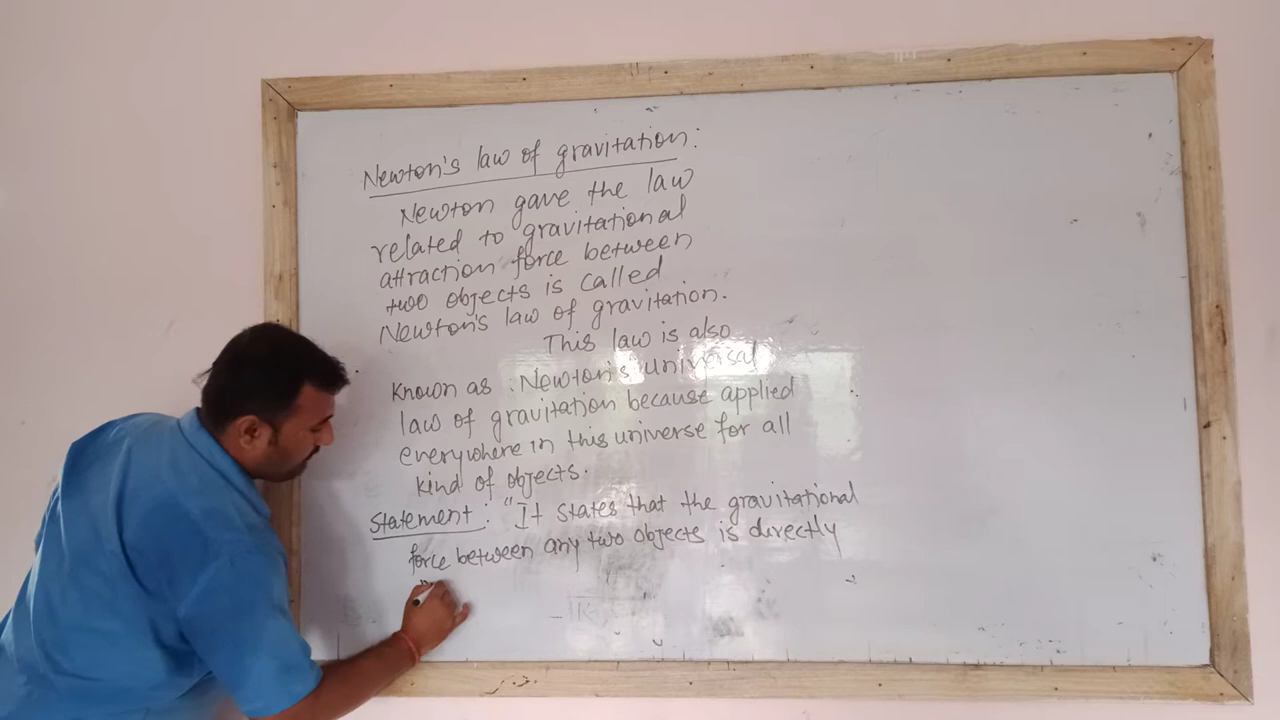 Newton's law of gravitation:
Newton gave the law
related to gravitational
attraction force between
two objects is called
Newton's law of gravitation.
This law is also
Known as : Newton's universal
law of gravitation because applied
everywhere in this universe for all
kind of objects.
Statement : "It states that the gravitational
force between any two objects is directly